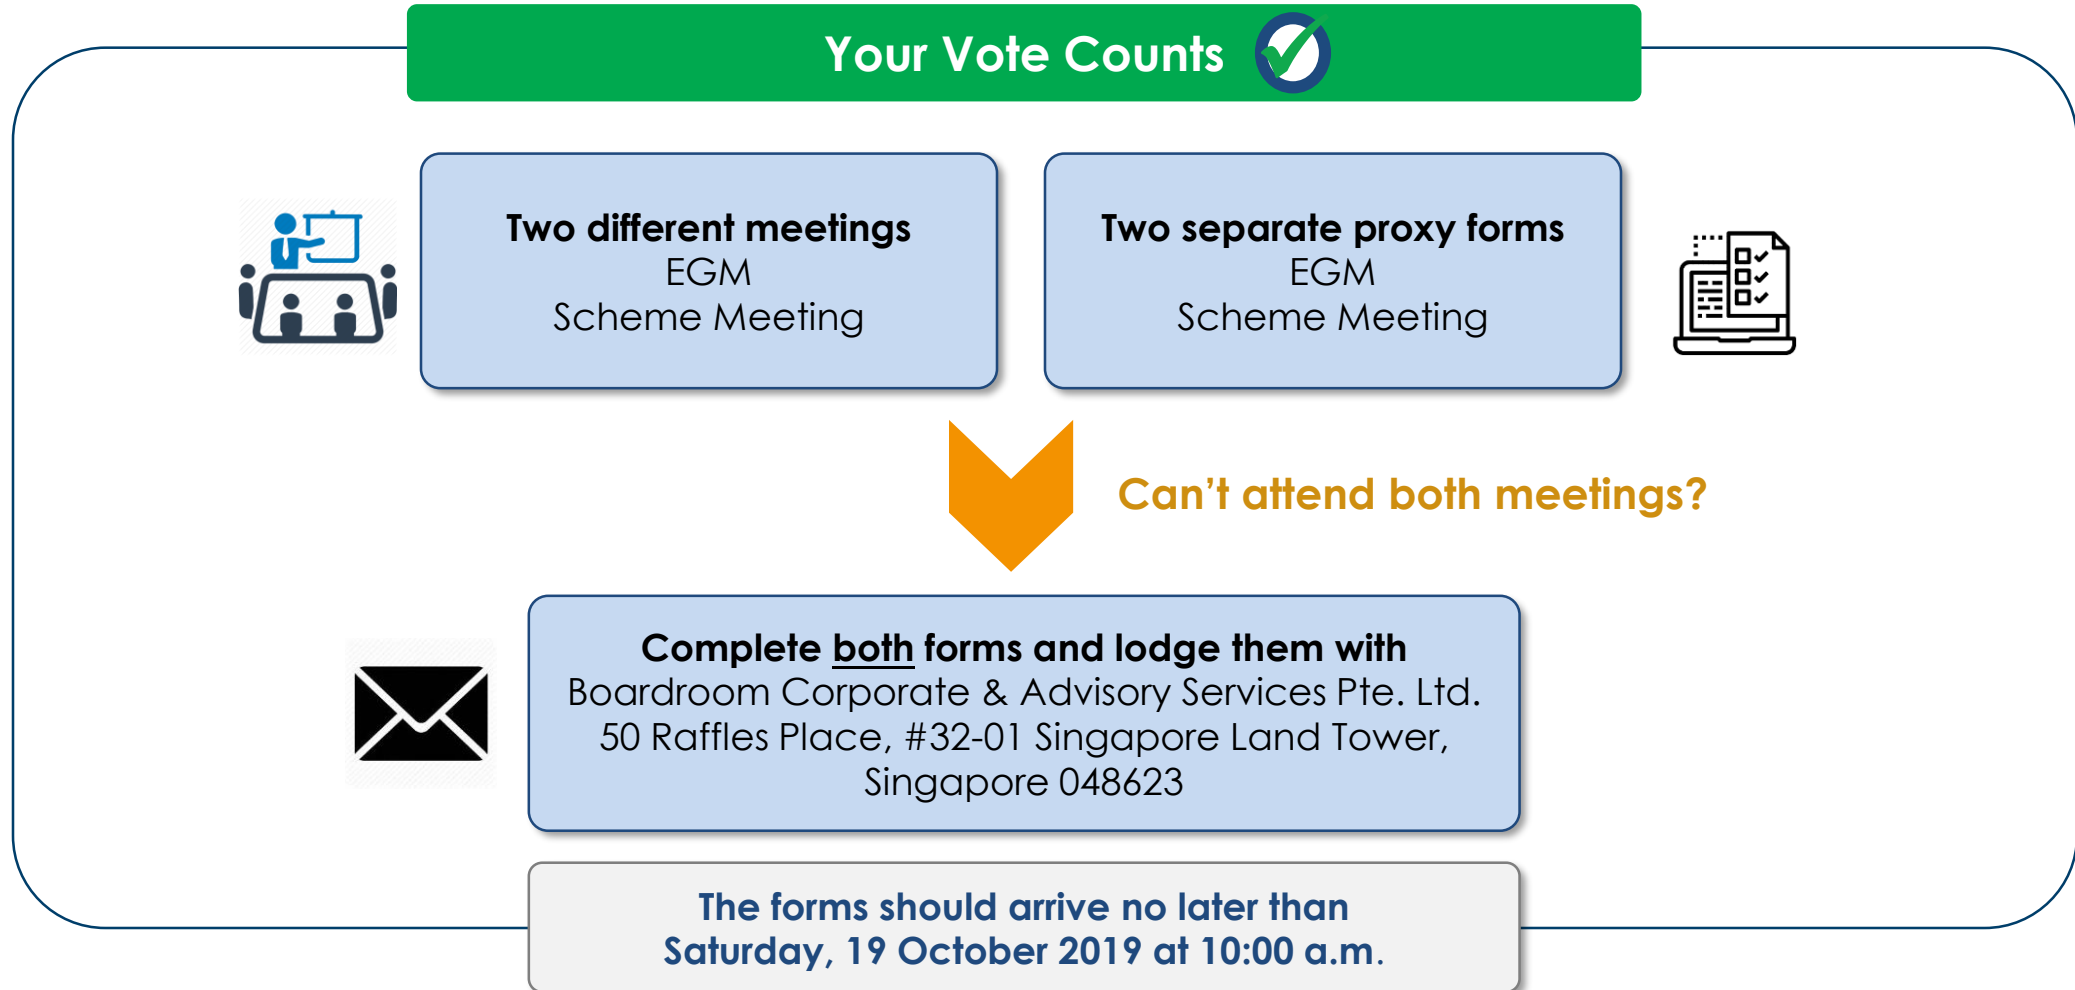 Your Vote Counts
Two different meetings
EGM
Scheme Meeting
Two separate proxy forms
EGM
Scheme Meeting
Can't attend both meetings?
Complete both forms and lodge them with
Boardroom Corporate & Advisory Services Pte. Ltd.
50 Raffles Place, #32-01 Singapore Land Tower,
Singapore 048623
The forms should arrive no later than
Saturday, 19 October 2019 at 10:00 a.m.